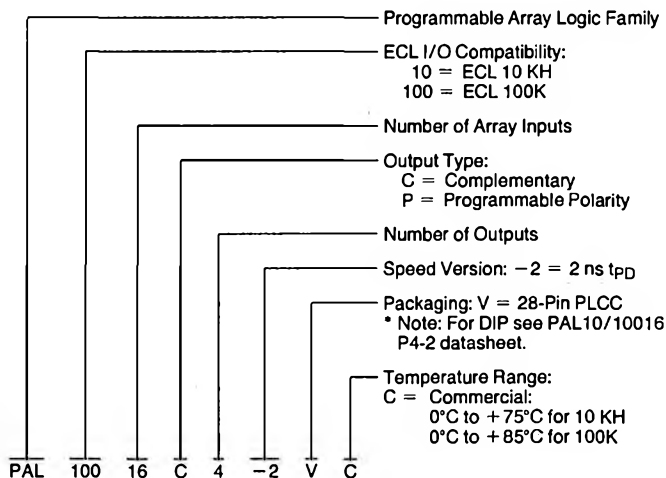 Programmable Array Logic Family
ECL I/O Compatibility:
10 = ECL 10 KH
100 = ECL 100K
Number of Array Inputs
Output Type:
C = Complementary
P = Programmable Polarity
Number of Outputs
Speed Version: −2 = 2 ns tPD
Packaging: V = 28-Pin PLCC
* Note: For DIP see PAL10/10016
P4-2 datasheet.
Temperature Range:
C = Commercial:
0°C to +75°C for 10 KH
0°C to +85°C for 100K
PAL 100 16 C 4 −2 V C